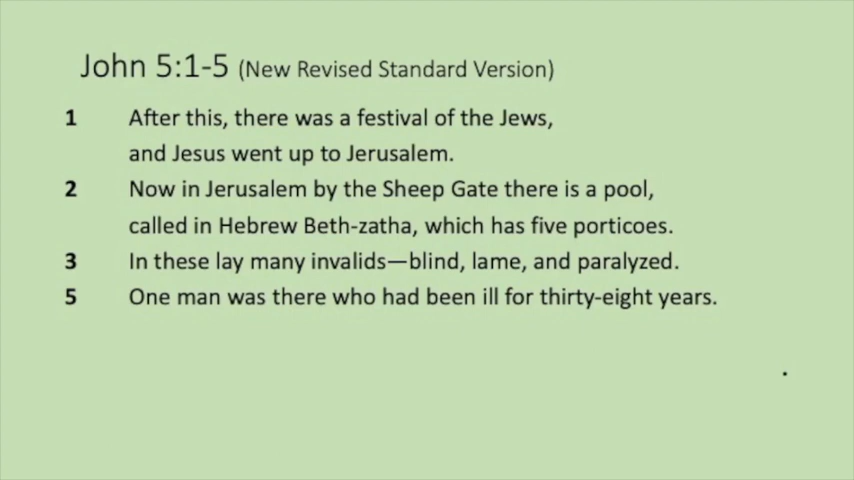 John 5:1-5 (New Revised Standard Version)
1 After this, there was a festival of the Jews,
and Jesus went up to Jerusalem.
2 Now in Jerusalem by the Sheep Gate there is a pool,
called in Hebrew Beth-zatha, which has five porticoes.
3 In these lay many invalids—blind, lame, and paralyzed.
5 One man was there who had been ill for thirty-eight years.
.